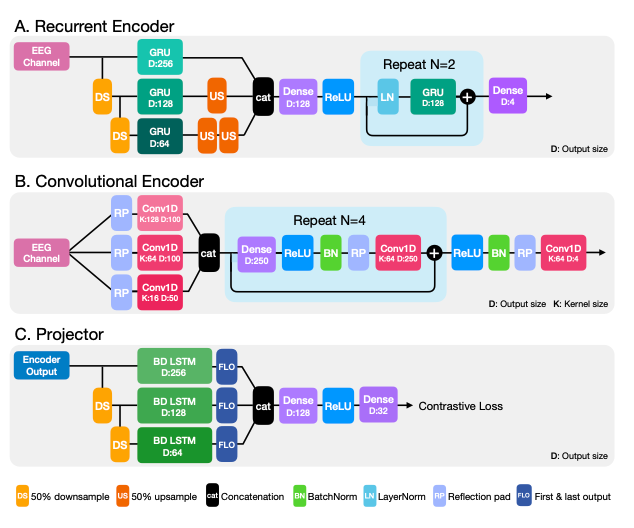 A. Recurrent Encoder
EEG
Channel
GRU
D:256
DS
GRU
D:128
US
DS
GRU
D:64
US
US
cat
Dense
D:128
ReLU
Repeat N=2
LN
GRU
D:128
+
Dense
D:4
D: Output size
B. Convolutional Encoder
EEG
Channel
RP
Conv1D
K:128 D:100
RP
Conv1D
K:64 D:100
RP
Conv1D
K:16 D:50
cat
Repeat N=4
Dense
D:250
ReLU
BN
RP
Conv1D
K:64 D:250
+
ReLU
BN
RP
Conv1D
K:64 D:4
D: Output size K: Kernel size
C. Projector
Encoder
Output
BD LSTM
D:256
FLO
DS
BD LSTM
D:128
FLO
DS
BD LSTM
D:64
FLO
cat
Dense
D:128
ReLU
Dense
D:32
Contrastive Loss
D: Output size
DS 50% downsample
US 50% upsample
cat Concatenation
BN BatchNorm
LN LayerNorm
RP Reflection pad
FLO First & last output